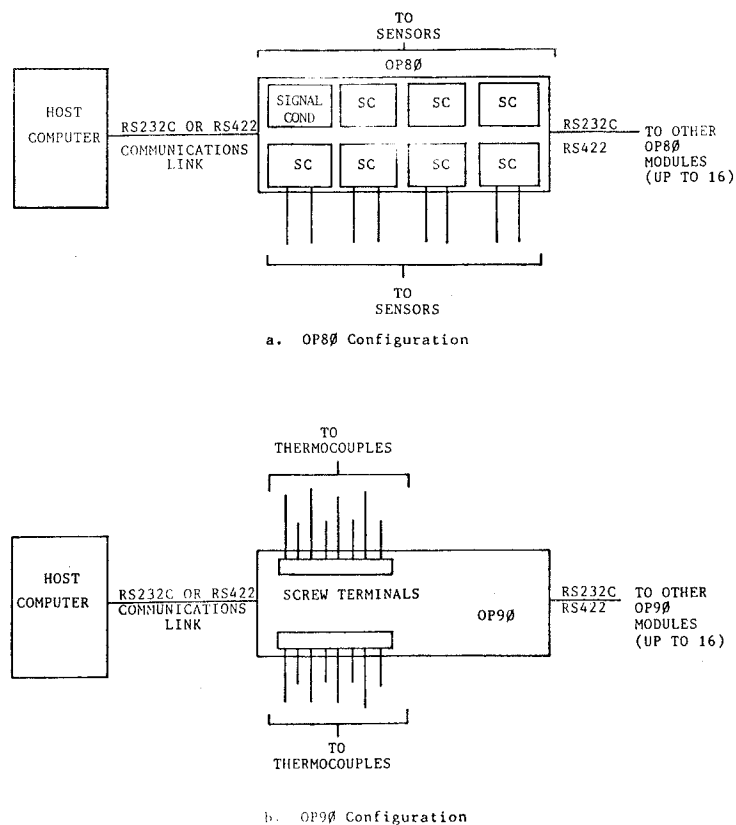 TO
SENSORS
OP8Ø
HOST
COMPUTER
RS232C OR RS422
COMMUNICATIONS
LINK
SIGNAL
COND
SC
SC
SC
SC
SC
SC
SC
RS232C
RS422
TO OTHER
OP8Ø
MODULES
(UP TO 16)
TO
SENSORS
a. OP8Ø Configuration
TO
THERMOCOUPLES
HOST
COMPUTER
RS232C OR RS422
COMMUNICATIONS
LINK
SCREW TERMINALS
OP9Ø
RS232C
RS422
TO OTHER
OP9Ø
MODULES
(UP TO 16)
TO
THERMOCOUPLES
b. OP9Ø Configuration